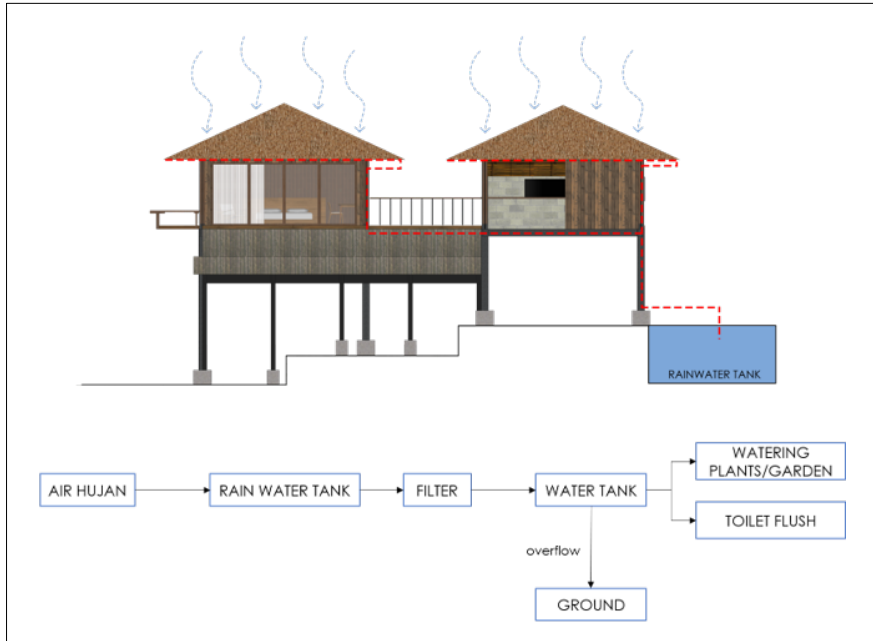 RAINWATER TANK
AIR HUJAN
RAIN WATER TANK
FILTER
WATER TANK
WATERING
PLANTS/GARDEN
TOILET FLUSH
overflow
GROUND